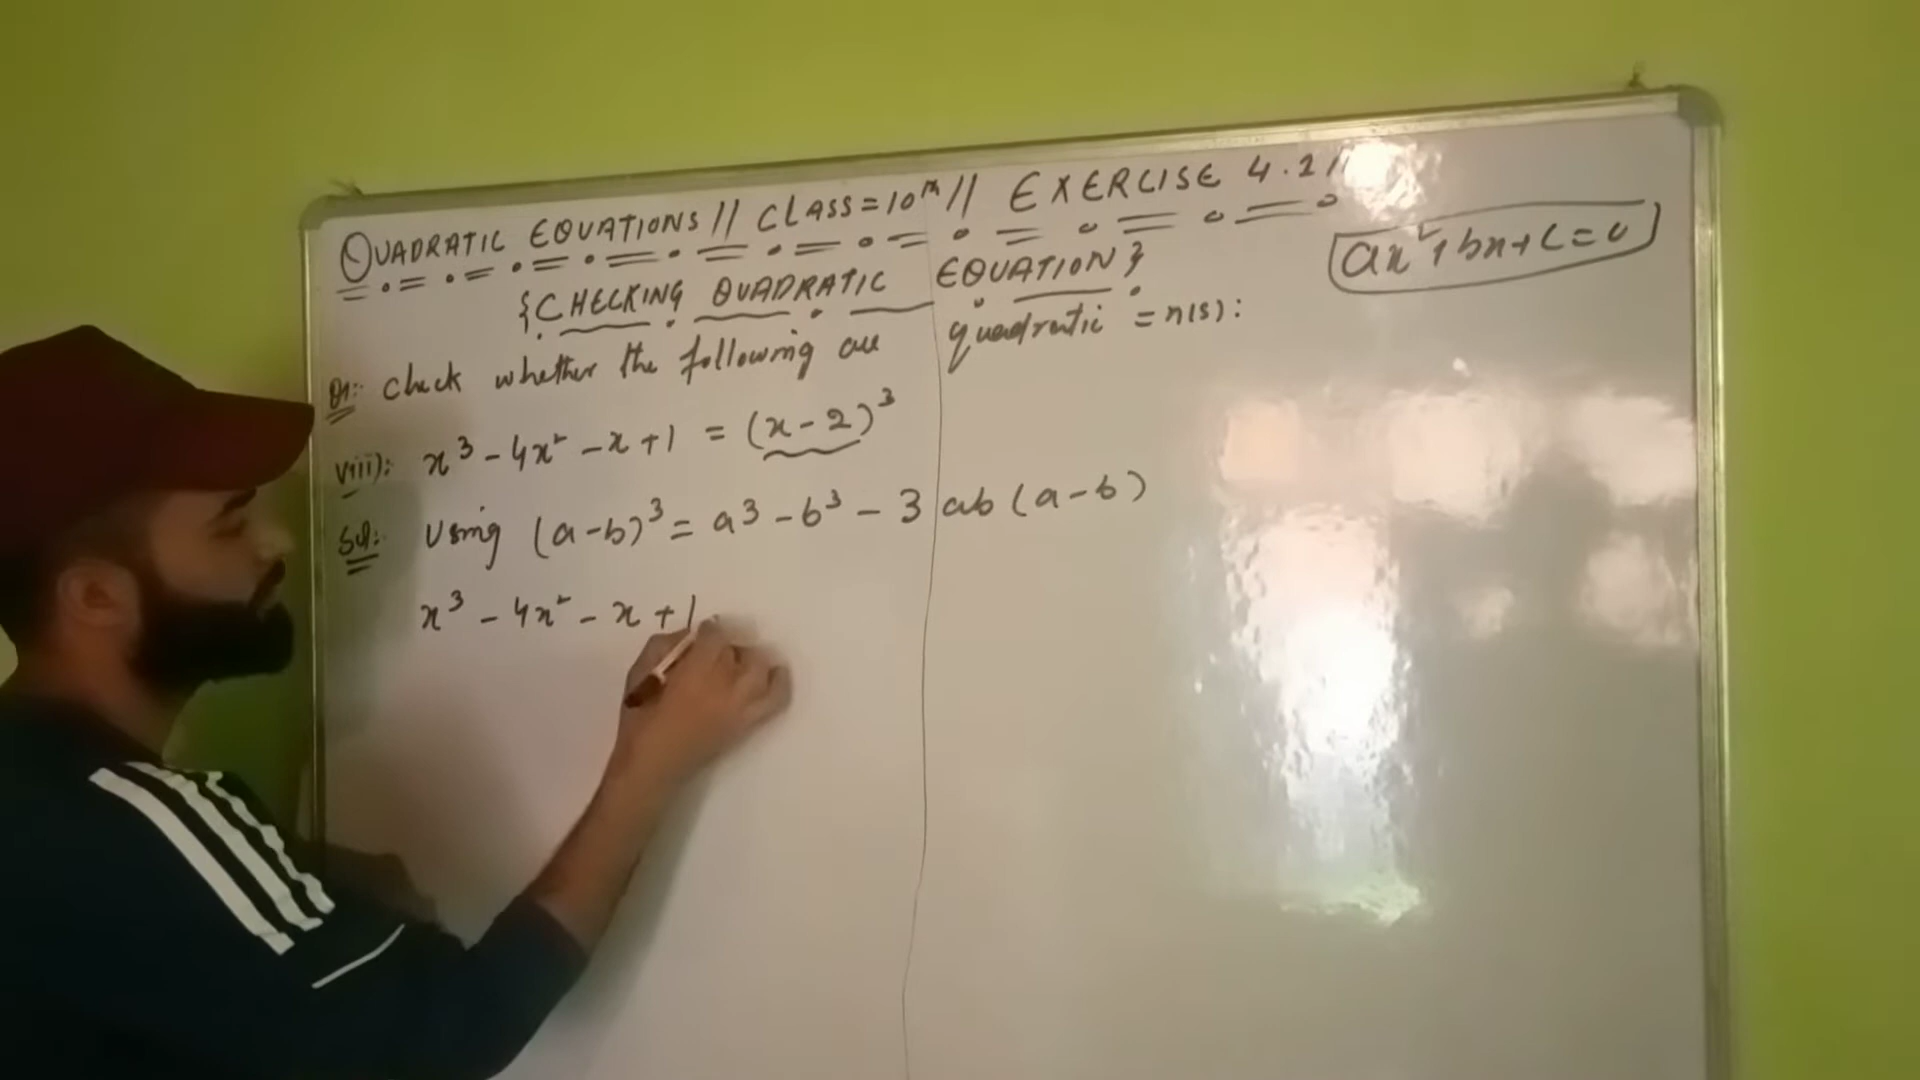 QUADRATIC EQUATIONS // CLASS=10th // EXERCISE 4.1//
ax²+bx+c=0
{CHECKING QUADRATIC EQUATION}
Q1:- Check whether the following are quadratic =n(s):
viii): x³-4x²-x+1 = (x-2)³
Sol:- Using (a-b)³= a³-b³-3ab(a-b)
x³-4x²-x+1